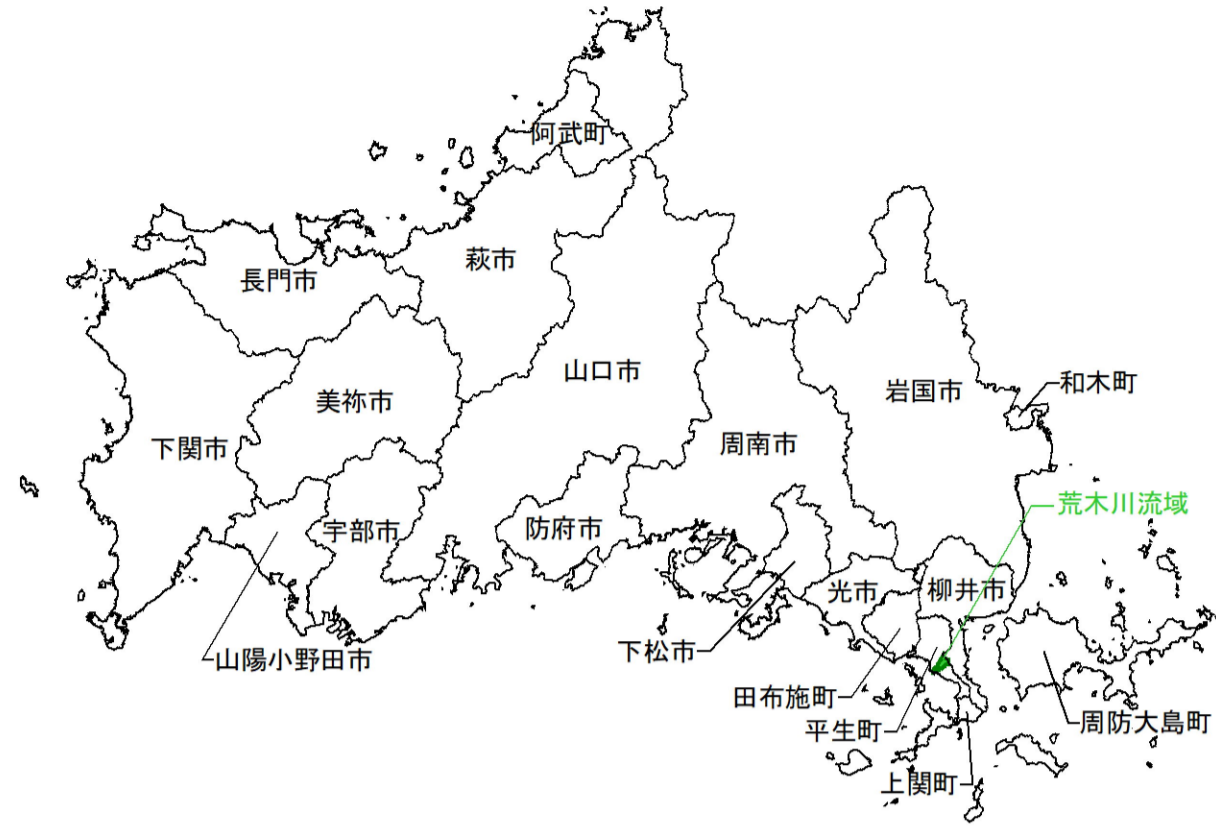 阿武町
萩市
長門市
山口市
美祢市
岩国市
和木町
下関市
周南市
荒木川流域
宇部市
防府市
光市
柳井市
下松市
山陽小野田市
田布施町
周防大島町
平生町
上関町